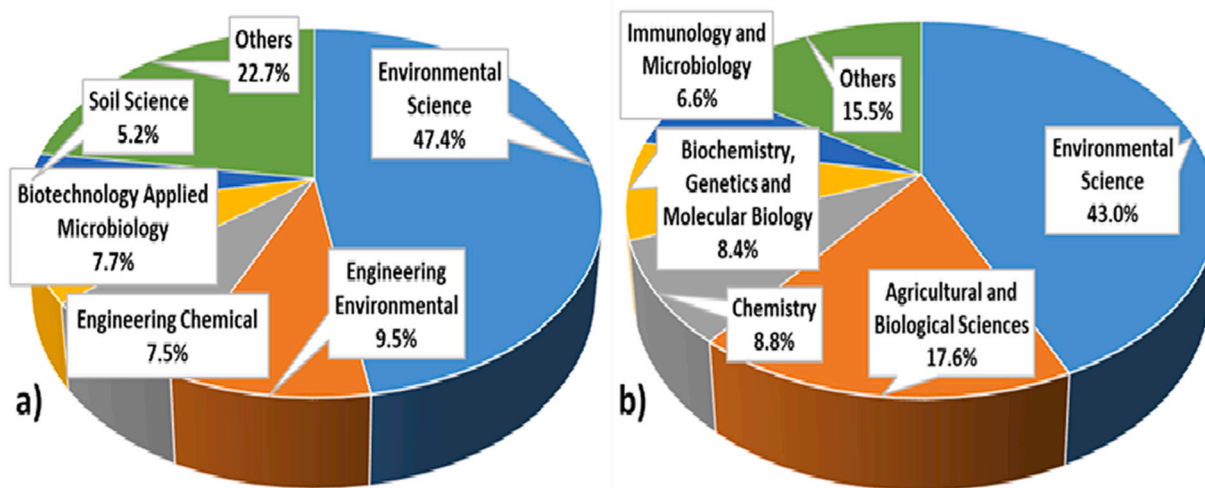 Others
22.7%
Environmental
Science
47.4%
Soil Science
5.2%
Biotechnology Applied
Microbiology
7.7%
Engineering
Environmental
9.5%
Engineering Chemical
7.5%
a)
Immunology and
Microbiology
6.6%
Others
15.5%
Environmental
Science
43.0%
Biochemistry,
Genetics and
Molecular Biology
8.4%
Agricultural and
Biological Sciences
17.6%
Chemistry
8.8%
b)